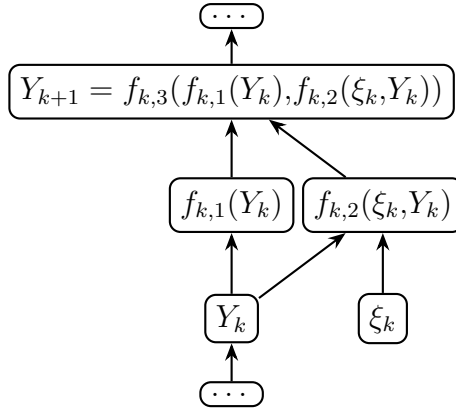 ···
Y_{k+1} = f_{k,3}(f_{k,1}(Y_k),f_{k,2}(ξ_k,Y_k))
f_{k,1}(Y_k) f_{k,2}(ξ_k,Y_k)
Y_k ξ_k
···